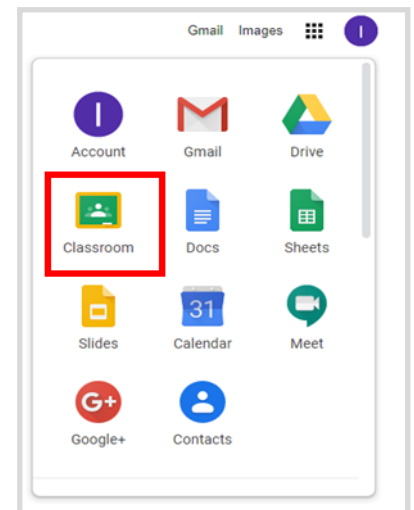 Gmail Images I
I
Account Gmail Drive
Classroom Docs Sheets
31
Slides Calendar Meet
G+
Google+ Contacts